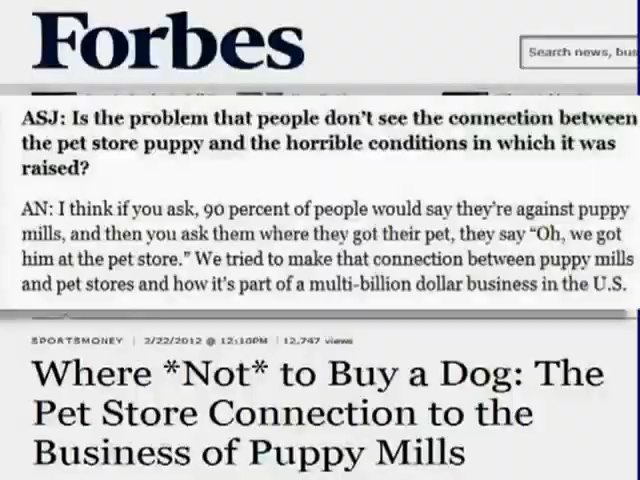 Forbes
Search news, bus
ASJ: Is the problem that people don't see the connection between
the pet store puppy and the horrible conditions in which it was
raised?
AN: I think if you ask, 90 percent of people would say they're against puppy
mills, and then you ask them where they got their pet, they say “Oh, we got
him at the pet store.” We tried to make that connection between puppy mills
and pet stores and how it's part of a multi-billion dollar business in the U.S.
SPORTSMONEY | 2/22/2012 @ 12:10PM | 12,747 views
Where *Not* to Buy a Dog: The
Pet Store Connection to the
Business of Puppy Mills